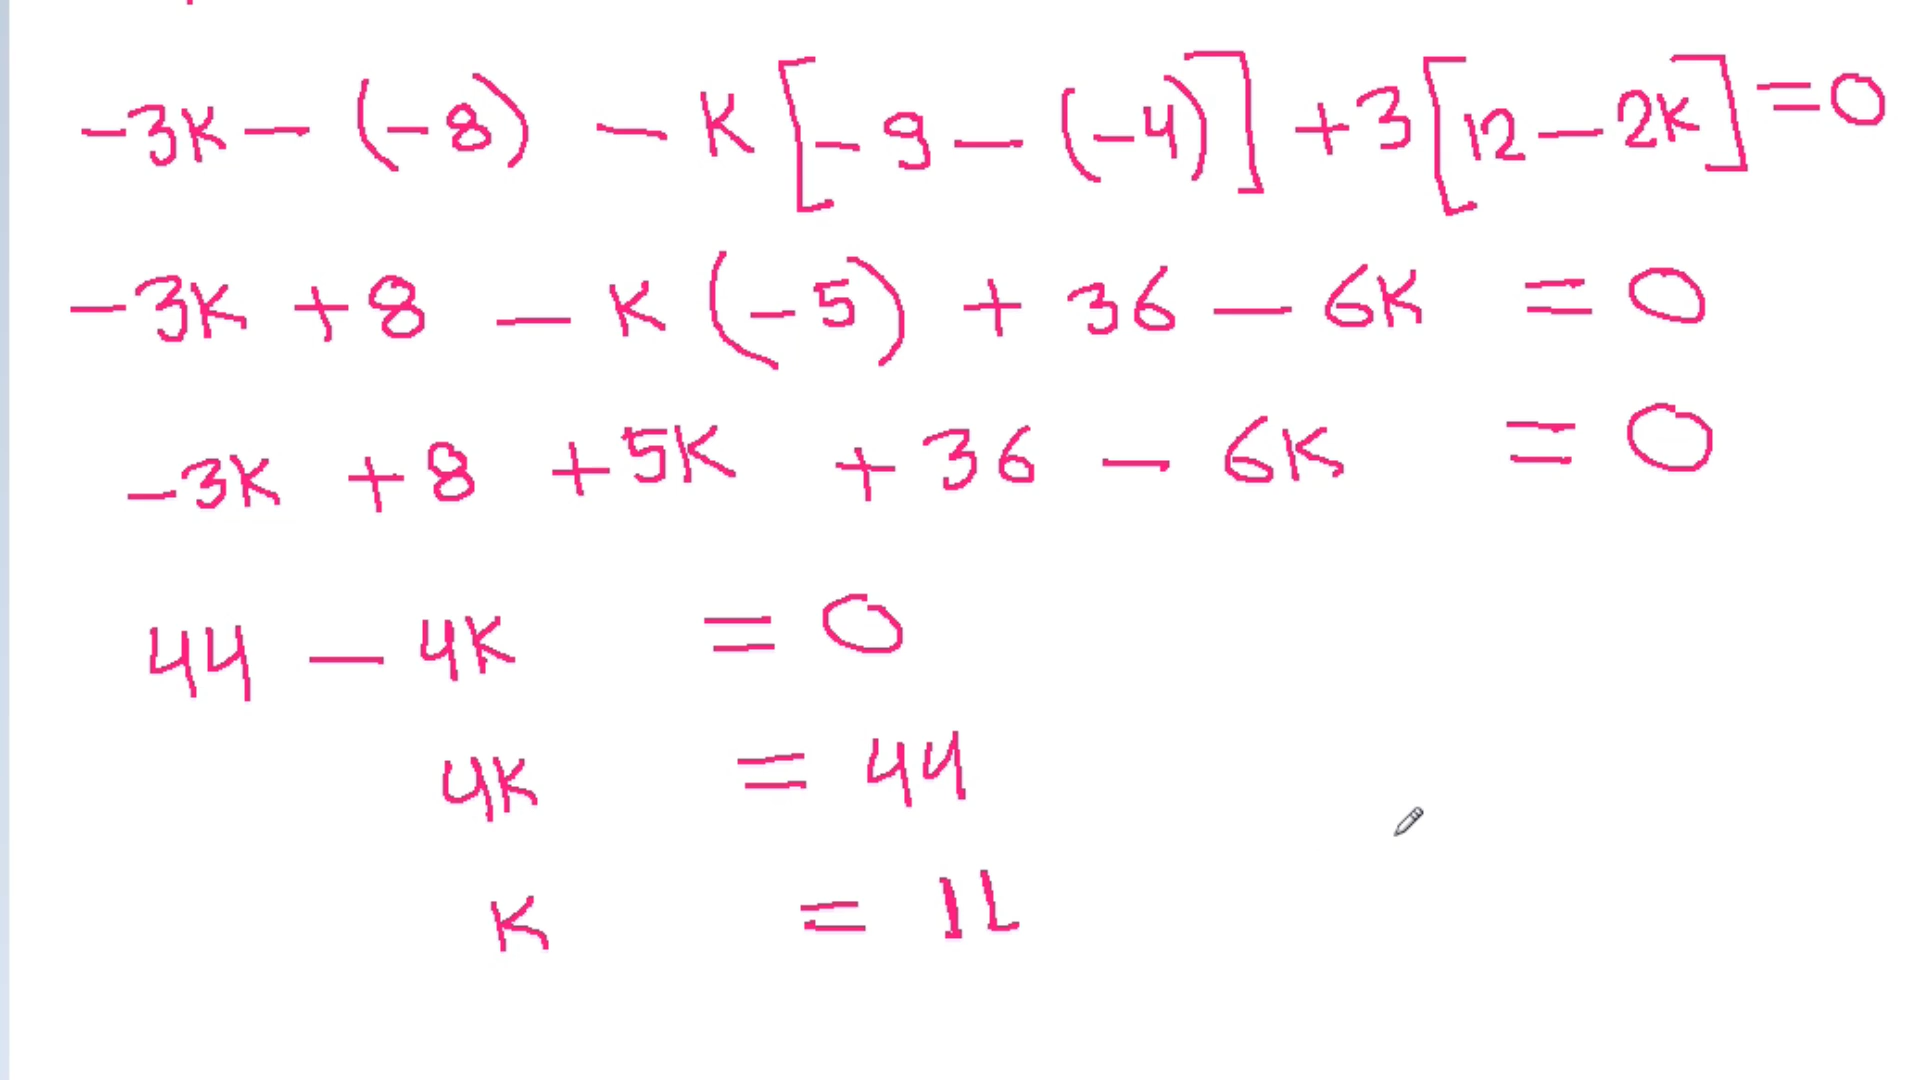 -3K - (-8) - K [-9 - (-4)] + 3 [12 - 2K] = 0
-3K + 8 - K (-5) + 36 - 6K = 0
-3K + 8 + 5K + 36 - 6K = 0
44 - 4K = 0
4K = 44
K = 11